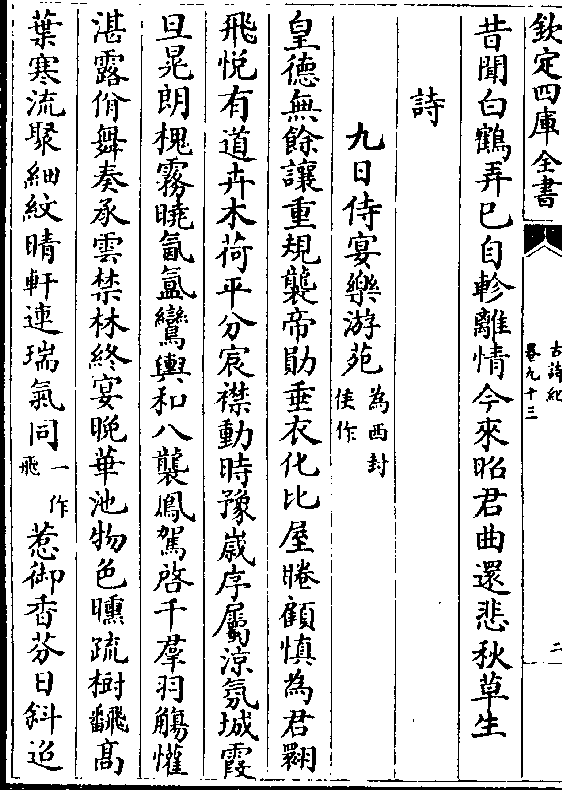 欽定四庫全書
古詩紀
卷九十三
二
昔聞白鶴弄已自軫離情今來昭君曲還悲秋草生
詩
九日侍宴樂游苑為西封佳作
皇德無餘讓重規襲帝勛垂衣化比屋睠顧慎為君翾
飛悅有道卉木荷平分宸襟動時豫嵗序屬涼氛城霞
旦晃朗槐霧曉氤氲鸞輿和八襲鳳駕啓千羣羽觴懽
湛露佾舞奏承雲禁林終宴晚華池物色曛疏樹翻高
葉寒流聚細紋晴軒連瑞氣同一作飛惹御香芬日斜迢